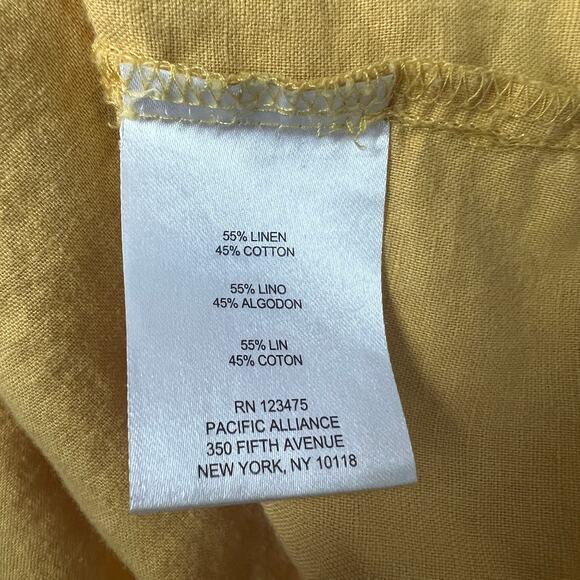 55% LINEN
45% COTTON
55% LINO
45% ALGODON
55% LIN
45% COTON
RN 123475
PACIFIC ALLIANCE
350 FIFTH AVENUE
NEW YORK, NY 10118